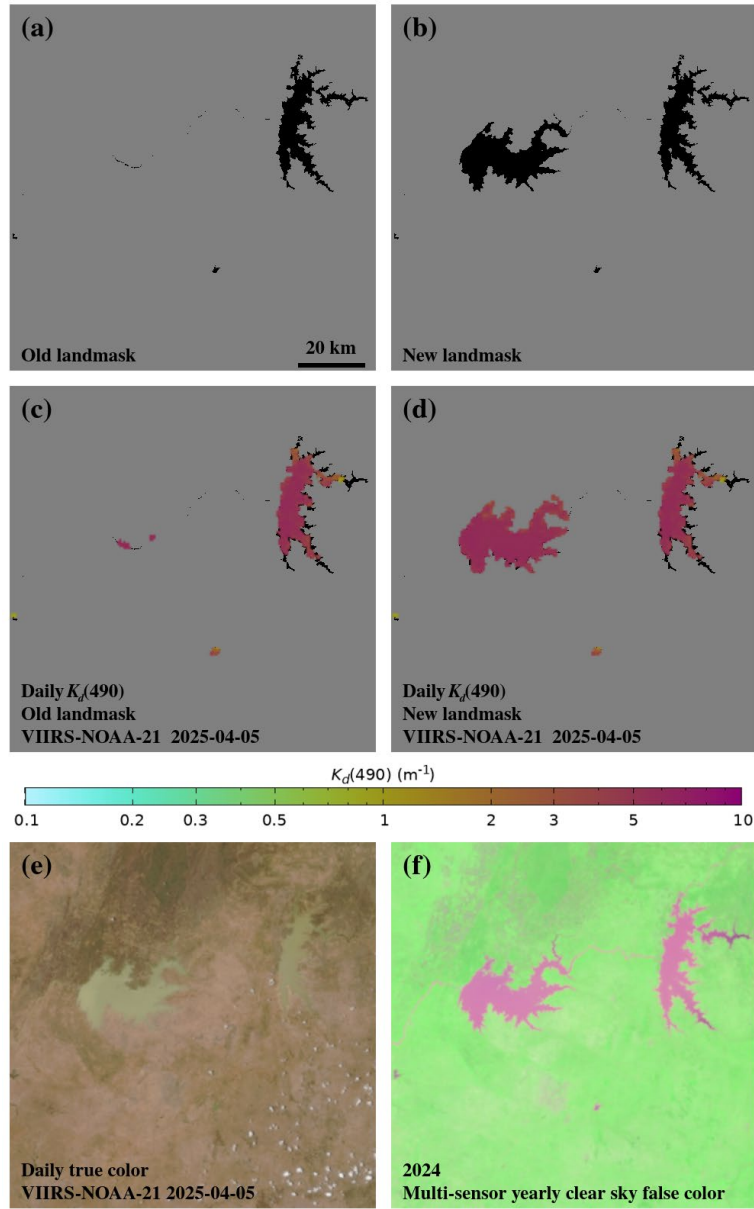 (a)
(b)
Old landmask
20 km
New landmask
(c)
(d)
Daily K_d(490)
Old landmask
VIIRS-NOAA-21 2025-04-05
Daily K_d(490)
New landmask
VIIRS-NOAA-21 2025-04-05
K_d(490) (m⁻¹)
0.1 0.2 0.3 0.5 1 2 3 5 10
(e)
(f)
Daily true color
VIIRS-NOAA-21 2025-04-05
2024
Multi-sensor yearly clear sky false color